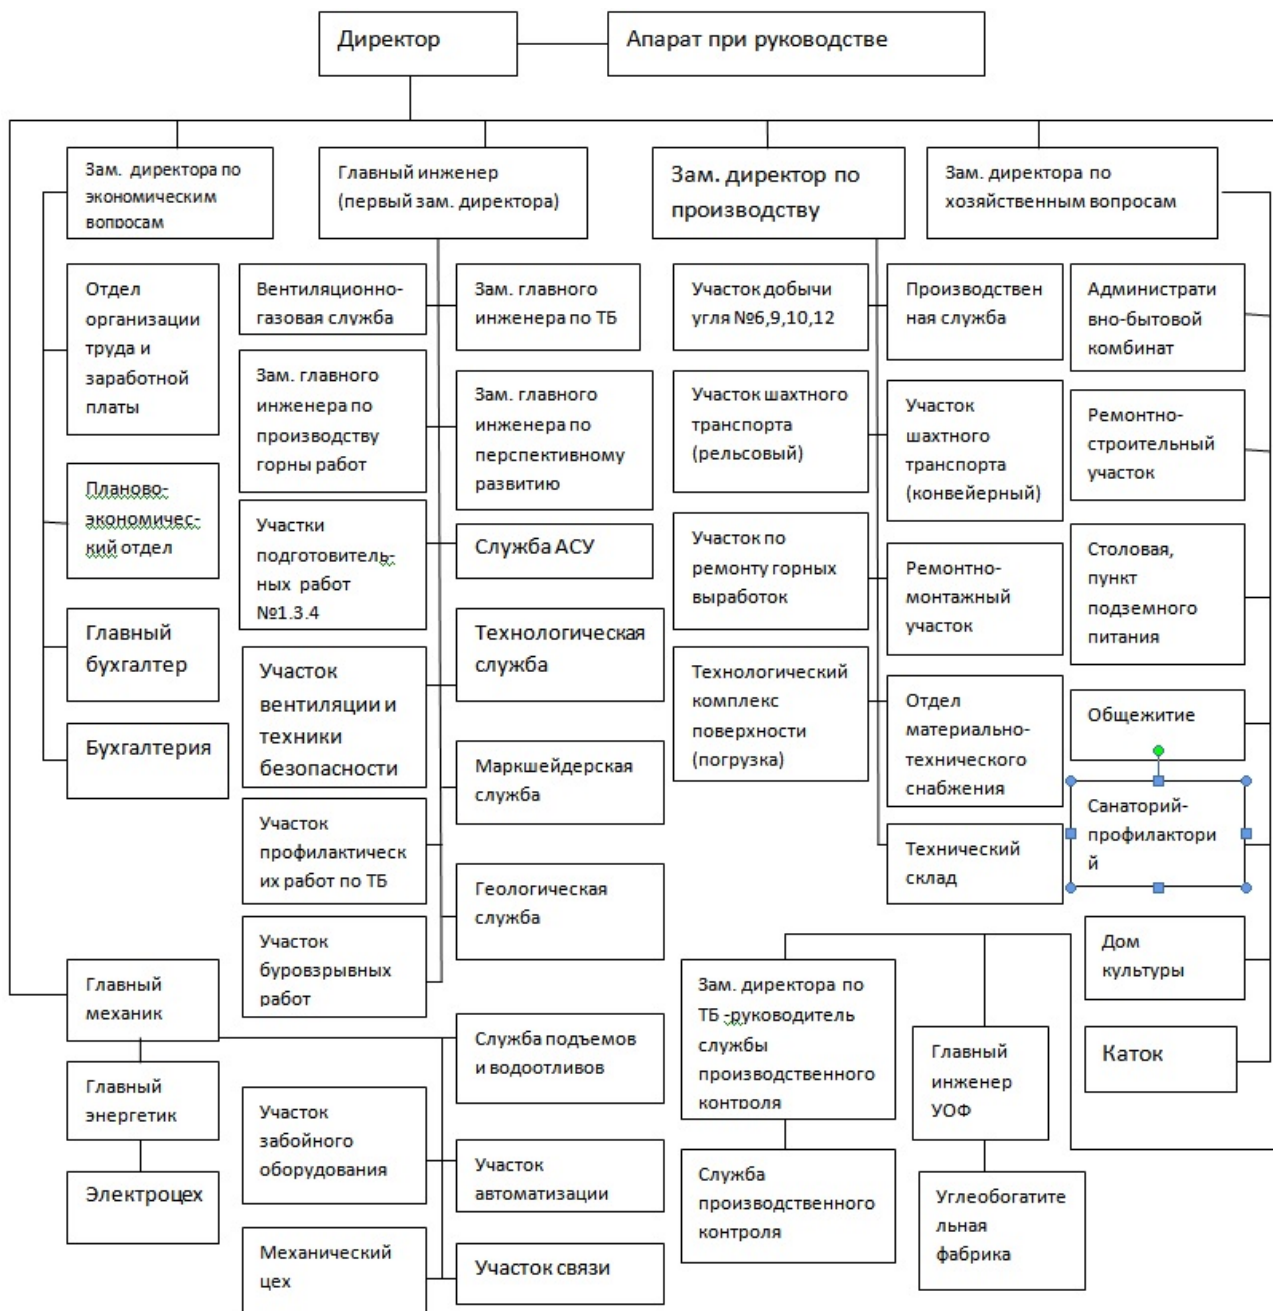 Директор
Апарат при руководстве
Зам. директора по
экономическим
вопросам
Главный инженер
(первый зам. директора)
Зам. директор по
производству
Зам. директора по
хозяйственным вопросам
Отдел
организации
труда и
заработной
платы
Планово-
экономичес-
кий отдел
Главный
бухгалтер
Бухгалтерия
Вентиляционно-
газовая служба
Зам. главного
инженера по
производству
горны работ
Участки
подготовитель-
ных работ
№1.3.4
Участок
вентиляции и
техники
безопасности
Участок
профилактическ
их работ по ТБ
Участок
буровзрывных
работ
Зам. главного
инженера по ТБ
Зам. главного
инженера по
перспективному
развитию
Служба АСУ
Технологическая
служба
Маркшейдерская
служба
Геологическая
служба
Участок добычи
угля №6,9,10,12
Участок шахтного
транспорта
(рельсовый)
Участок по
ремонту горных
выработок
Технологический
комплекс
поверхности
(погрузка)
Производствен
ная служба
Участок
шахтного
транспорта
(конвейерный)
Ремонтно-
монтажный
участок
Отдел
материально-
технического
снабжения
Технический
склад
Администрати
вно-бытовой
комбинат
Ремонтно-
строительный
участок
Столовая,
пункт
подземного
питания
Общежитие
Санаторий-
профилактори
й
Дом
культуры
Каток
Главный
механик
Главный
энергетик
Электроцех
Служба подъемов
и водоотливов
Участок
забойного
оборудования
Участок
автоматизации
Механический
цех
Участок связи
Зам. директора по
ТБ -руководитель
службы
производственного
контроля
Служба
производственного
контроля
Главный
инженер
УОФ
Углеобогатите
льная
фабрика